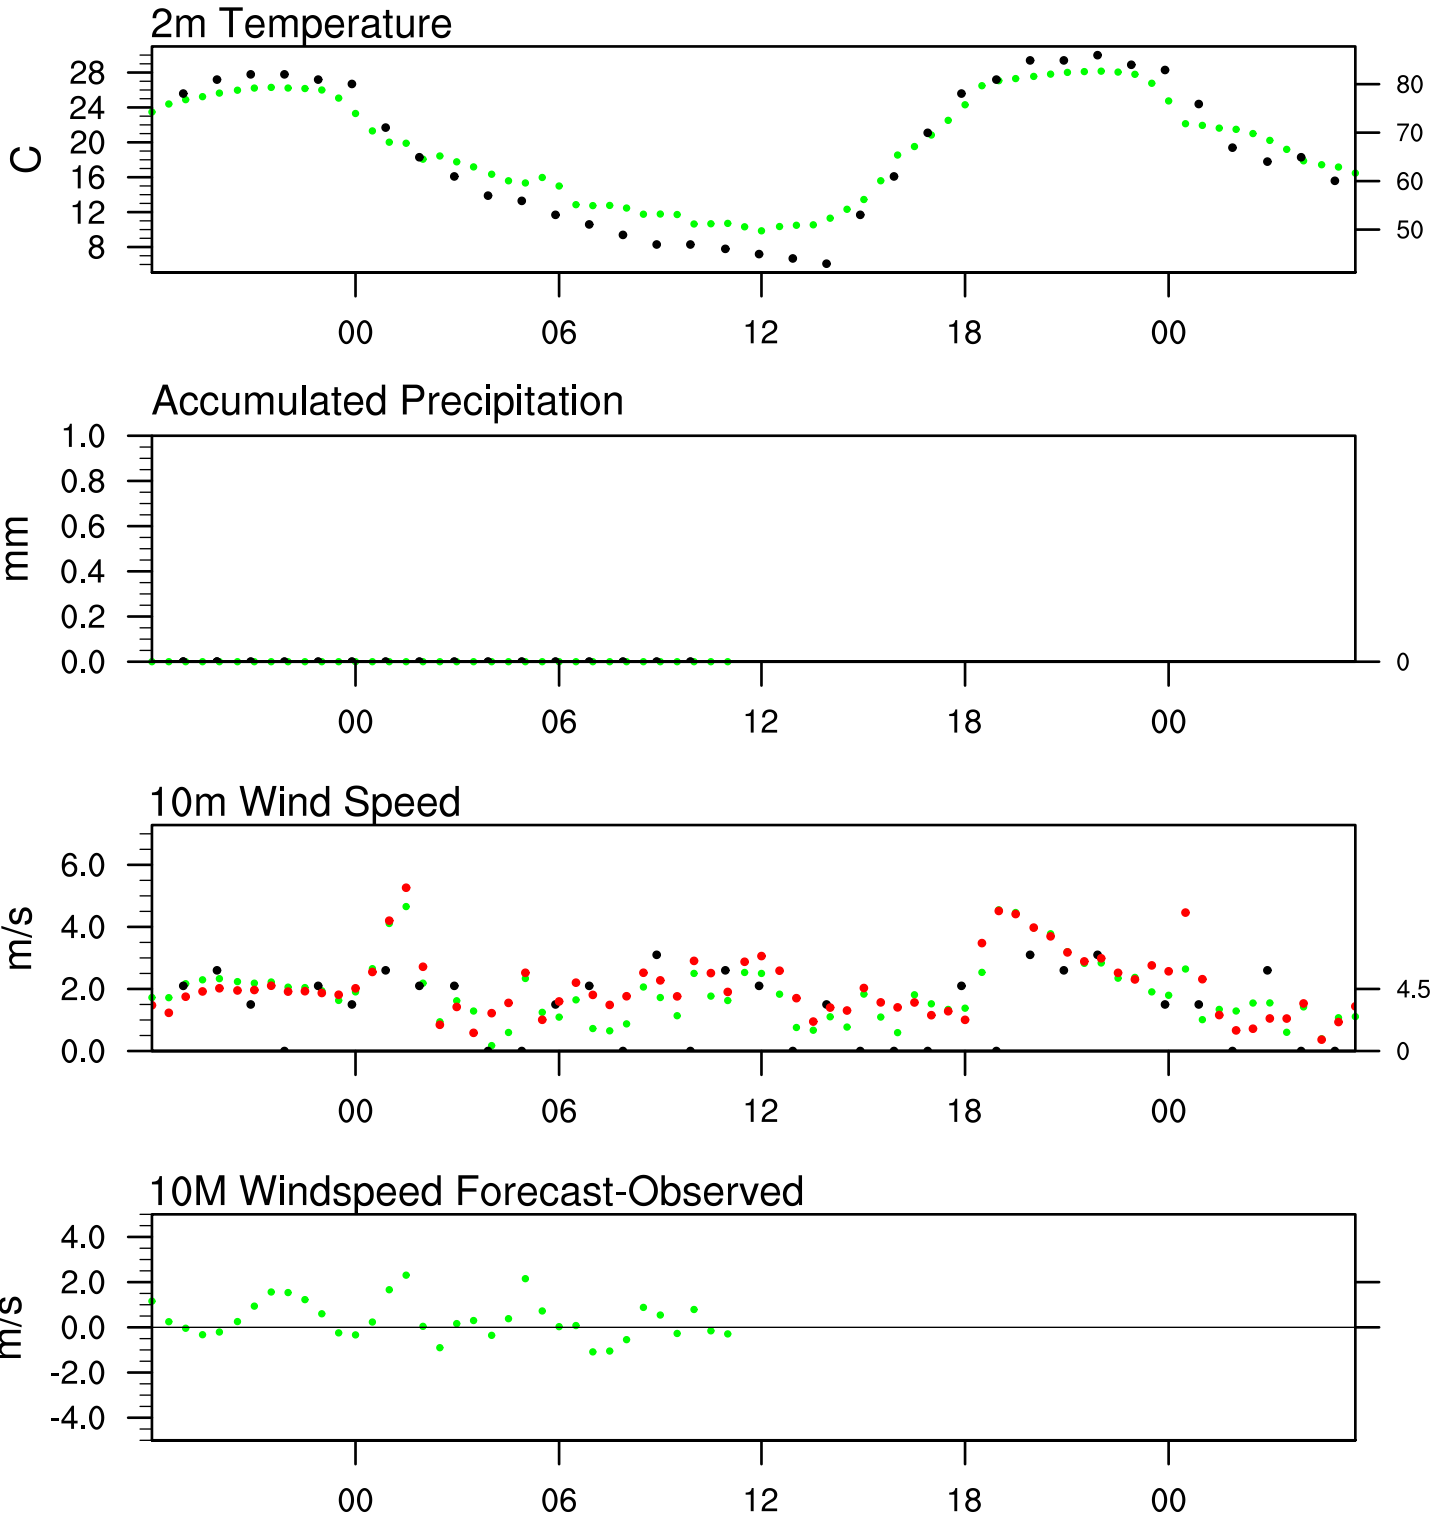 2m Temperature
28
24
20
16
12
8
C
80
70
60
50
00 06 12 18 00
Accumulated Precipitation
1.0
0.8
0.6
0.4
0.2
0.0
mm
0
00 06 12 18 00
10m Wind Speed
6.0
4.0
2.0
0.0
m/s
4.5
0
00 06 12 18 00
10M Windspeed Forecast-Observed
4.0
2.0
0.0
-2.0
-4.0
m/s
00 06 12 18 00